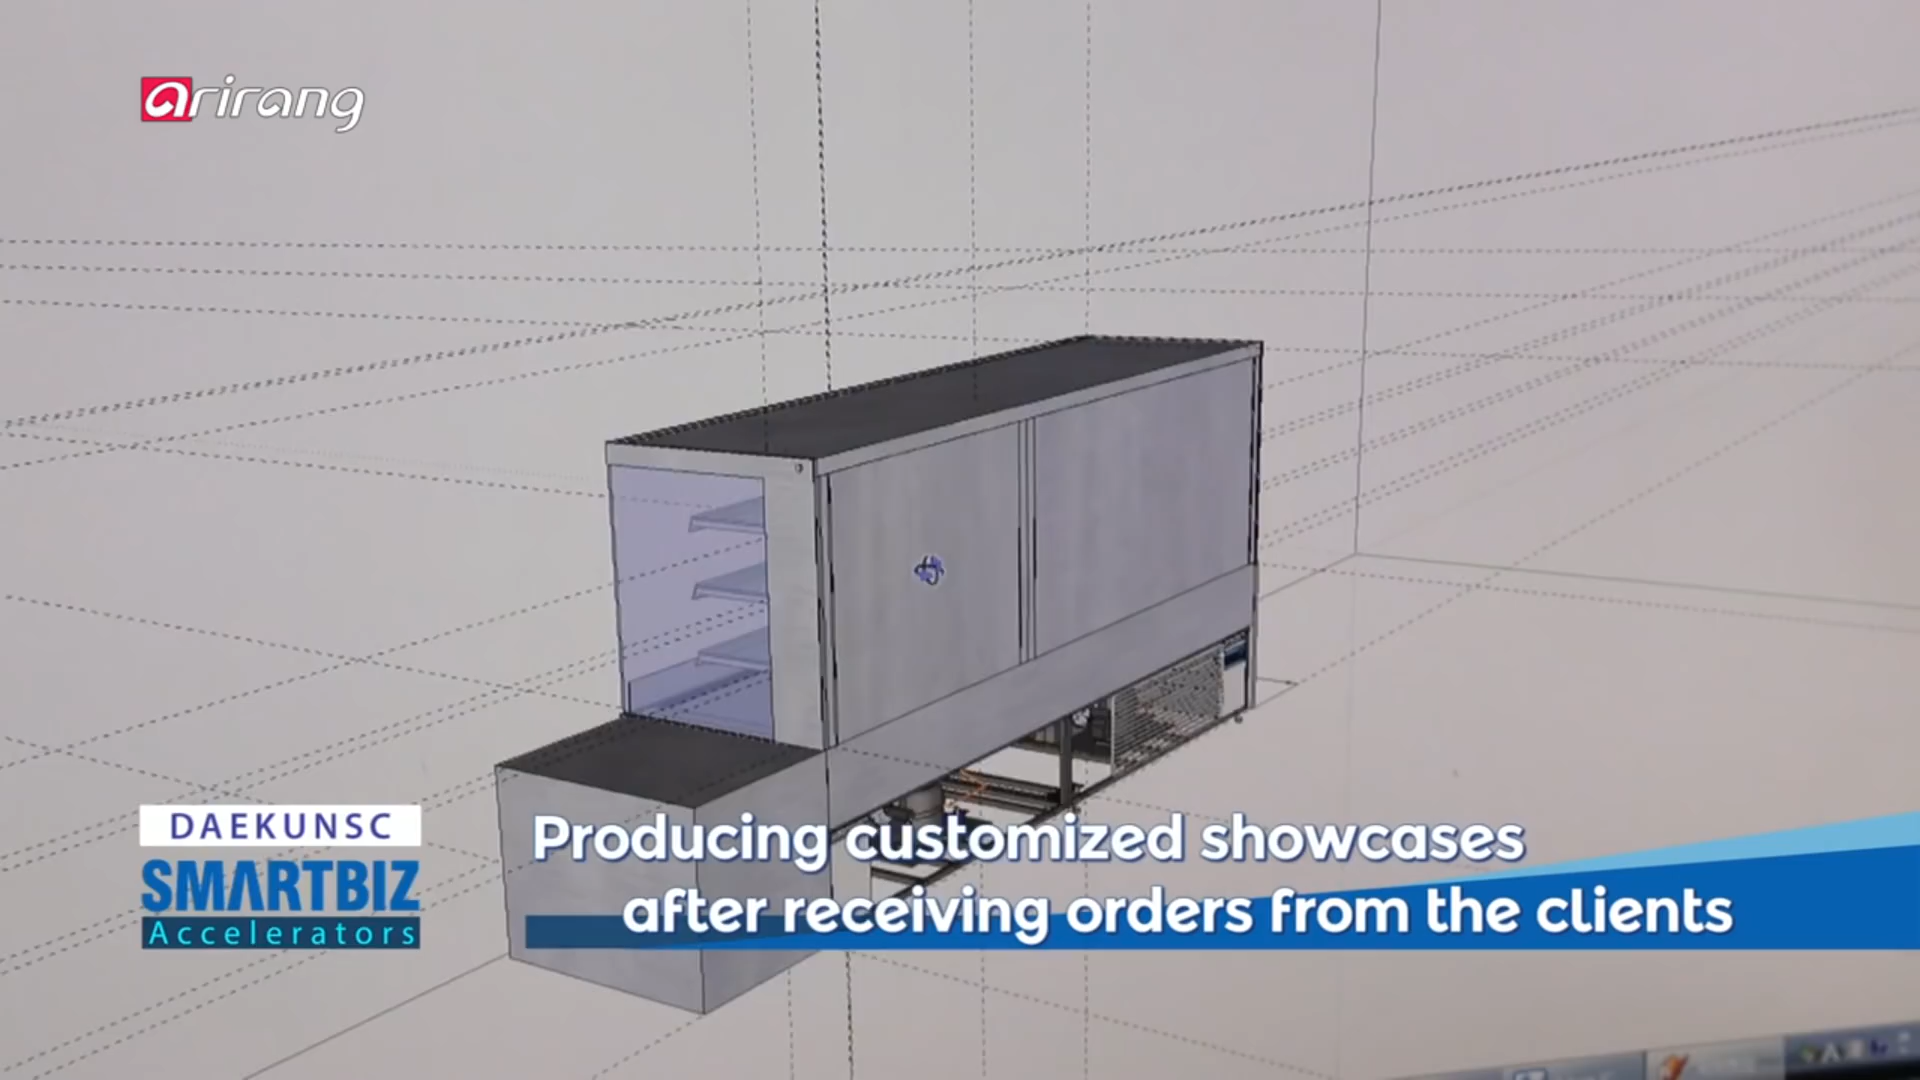 arirang
DAEKUNSC
SMARTBIZ
Accelerators
Producing customized showcases
after receiving orders from the clients